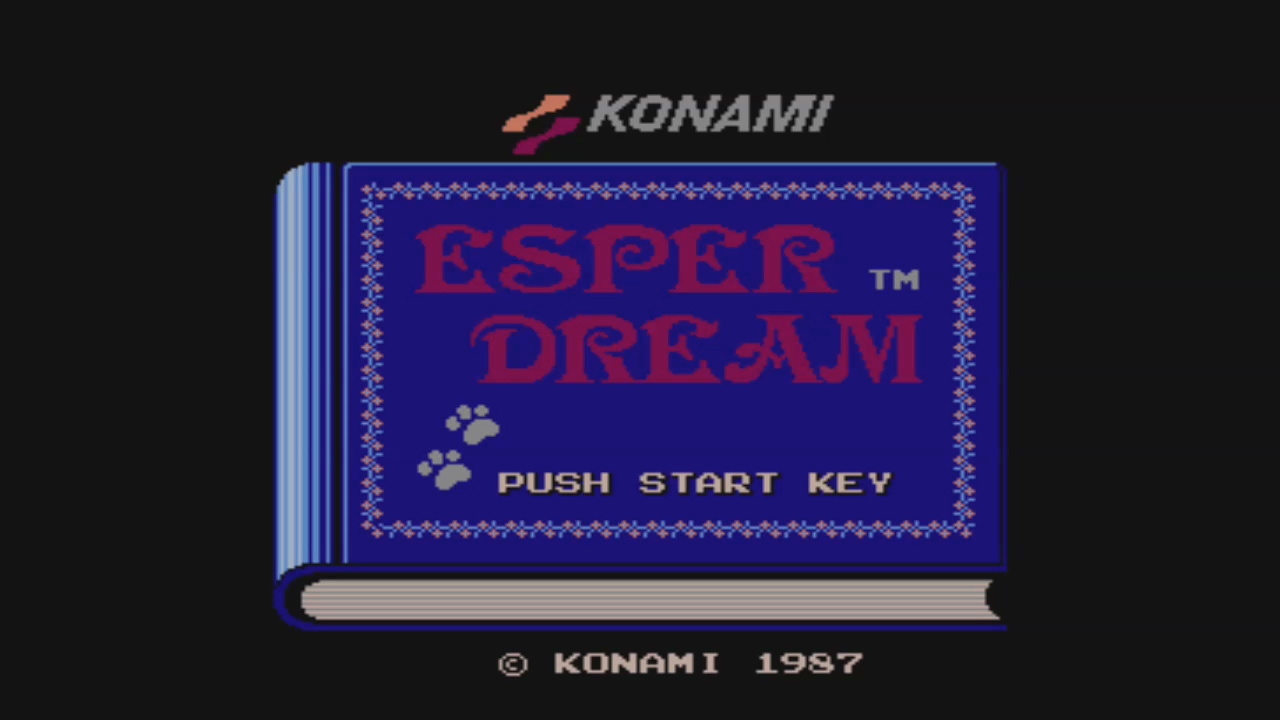 KONAMI
ESPER TM
DREAM
PUSH START KEY
© KONAMI 1987